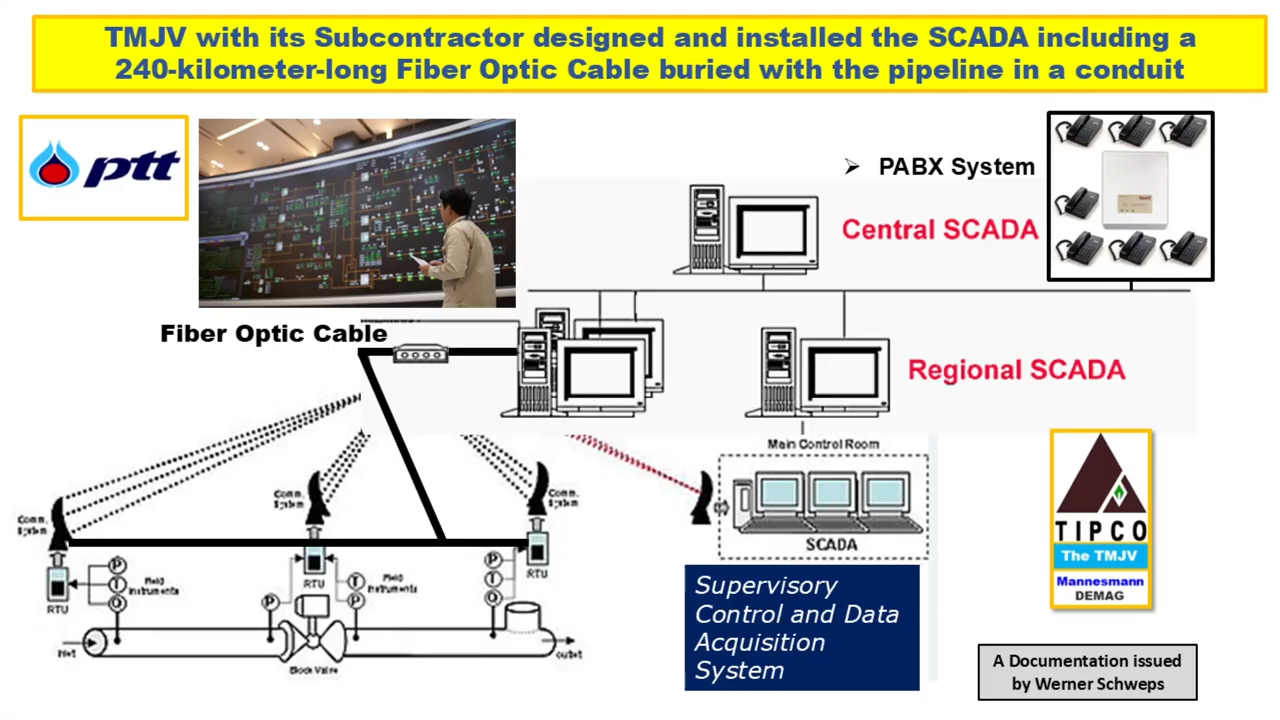 TMJV with its Subcontractor designed and installed the SCADA including a
240-kilometer-long Fiber Optic Cable buried with the pipeline in a conduit
ptt
➢ PABX System
Central SCADA
Fiber Optic Cable
Regional SCADA
Main Control Room
Comm. System
Comm. System
Comm. System
SCADA
RTU
P
T
Q
Field Instruments
RTU
P
T
P
Field Instruments
P
T
Q
RTU
Inlet
Block Valve
outlet
Supervisory
Control and Data
Acquisition
System
TIPCO
The TMJV
Mannesmann
DEMAG
A Documentation issued
by Werner Schweps